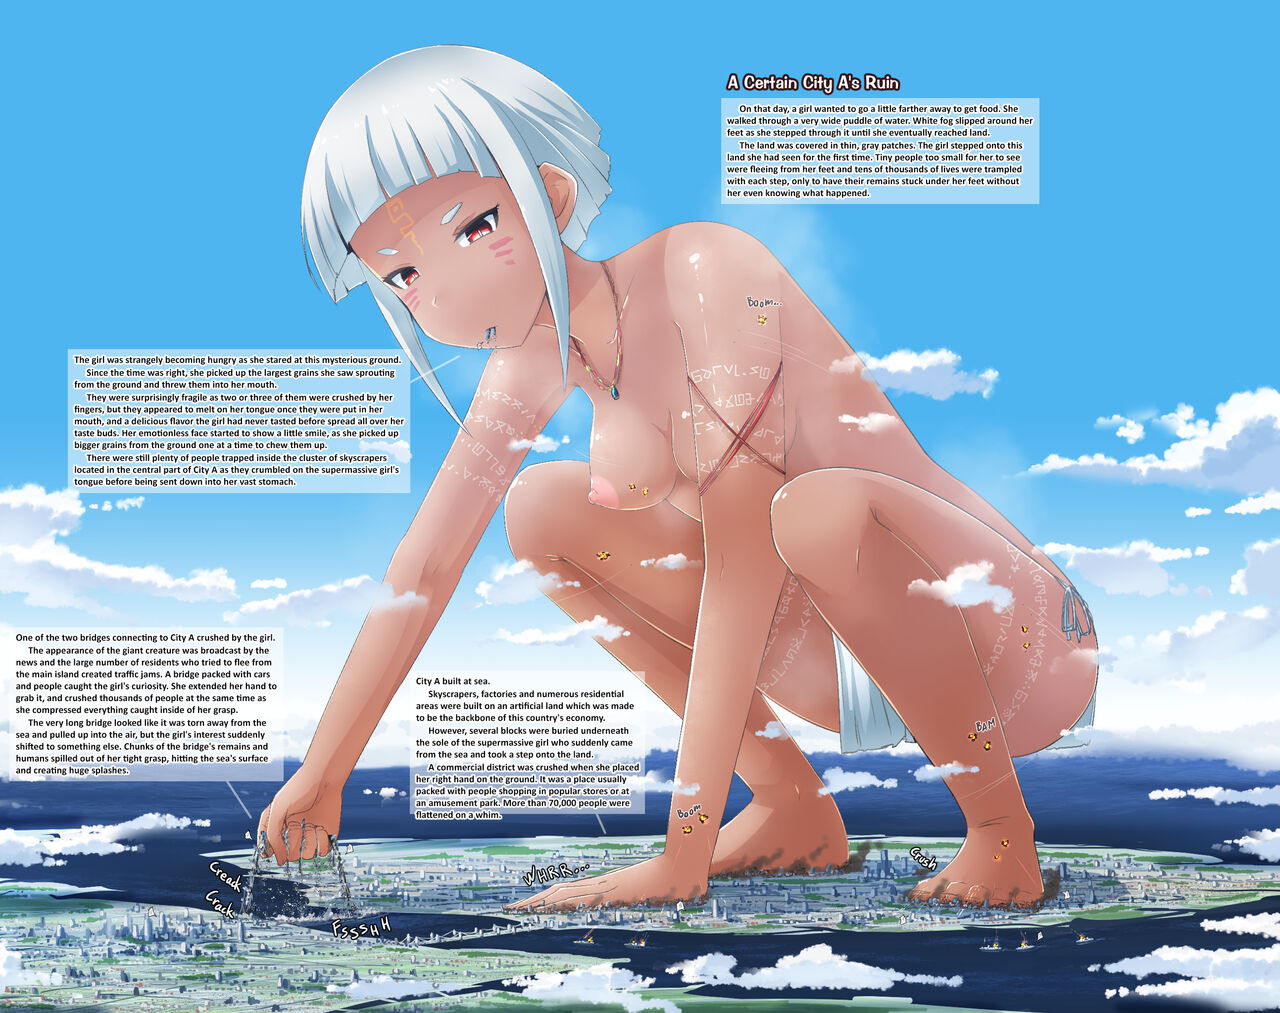 A Certain City A's Ruin
On that day, a girl wanted to go a little farther away to get food. She
walked through a very wide puddle of water. White fog slipped around her
feet as she stepped through it until she eventually reached land.
The land was covered in thin, gray patches. The girl stepped onto this
land she had seen for the first time. Tiny people too small for her to see
were fleeing from her feet and tens of thousands of lives were trampled
with each step, only to have their remains stuck under her feet without
her even knowing what happened.
Boom...
The girl was strangely becoming hungry as she stared at this mysterious ground.
Since the time was right, she picked up the largest grains she saw sprouting
from the ground and threw them into her mouth.
They were surprisingly fragile as two or three of them were crushed by her
fingers, but they appeared to melt on her tongue once they were put in her
mouth, and a delicious flavor the girl had never tasted before spread all over her
taste buds. Her emotionless face started to show a little smile, as she picked up
bigger grains from the ground one at a time to chew them up.
There were still plenty of people trapped inside the cluster of skyscrapers
located in the central part of City A as they crumbled on the supermassive girl's
tongue before being sent down into her vast stomach.
One of the two bridges connecting to City A crushed by the girl.
The appearance of the giant creature was broadcast by the
news and the large number of residents who tried to flee from
the main island created traffic jams. A bridge packed with cars
and people caught the girl's curiosity. She extended her hand to
grab it, and crushed thousands of people at the same time as
she compressed everything caught inside of her grasp.
The very long bridge looked like it was torn away from the
sea and pulled up into the air, but the girl's interest suddenly
shifted to something else. Chunks of the bridge's remains and
humans spilled out of her tight grasp, hitting the sea's surface
and creating huge splashes.
City A built at sea.
Skyscrapers, factories and numerous residential
areas were built on an artificial land which was made
to be the backbone of this country's economy.
However, several blocks were buried underneath
the sole of the supermassive girl who suddenly came
from the sea and took a step onto the land.
A commercial district was crushed when she placed
her right hand on the ground. It was a place usually
packed with people shopping in popular stores or at
an amusement park. More than 70,000 people were
flattened on a whim.
BAM
Boom
Creack
Crack
Fsssh H
WHRR...
Crush